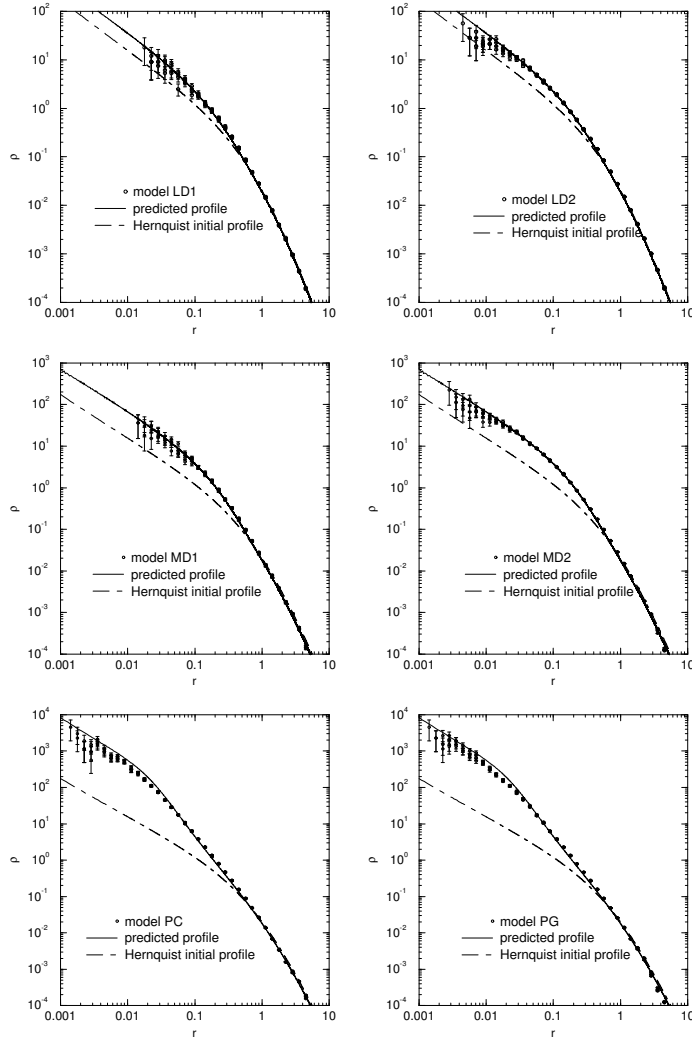 10²
10¹
10⁰
10⁻¹
10⁻²
10⁻³
10⁻⁴
ρ
model LD1
predicted profile
Hernquist initial profile
0.001 0.01 0.1 1 10
r
10²
10¹
10⁰
10⁻¹
10⁻²
10⁻³
10⁻⁴
ρ
model LD2
predicted profile
Hernquist initial profile
0.001 0.01 0.1 1 10
r
10³
10²
10¹
10⁰
10⁻¹
10⁻²
10⁻³
10⁻⁴
ρ
model MD1
predicted profile
Hernquist initial profile
0.001 0.01 0.1 1 10
r
10³
10²
10¹
10⁰
10⁻¹
10⁻²
10⁻³
10⁻⁴
ρ
model MD2
predicted profile
Hernquist initial profile
0.001 0.01 0.1 1 10
r
10⁴
10³
10²
10¹
10⁰
10⁻¹
10⁻²
10⁻³
10⁻⁴
ρ
model PC
predicted profile
Hernquist initial profile
0.001 0.01 0.1 1 10
r
10⁴
10³
10²
10¹
10⁰
10⁻¹
10⁻²
10⁻³
10⁻⁴
ρ
model PG
predicted profile
Hernquist initial profile
0.001 0.01 0.1 1 10
r